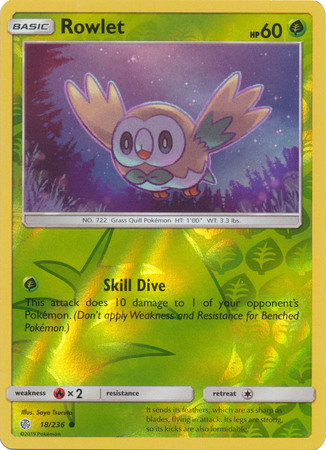 BASIC Rowlet HP 60
NO. 722 Grass Quill Pokémon HT: 1'00" WT: 3.3 lbs.
Skill Dive
This attack does 10 damage to 1 of your opponent's
Pokémon. (Don't apply Weakness and Resistance for Benched
Pokémon.)
weakness × 2 resistance retreat
Illus. Saya Tsuruta
18/236
©2019 Pokémon
It sends its feathers, which are as sharp as
blades, flying in attack. Its legs are strong,
so its kicks are also formidable.